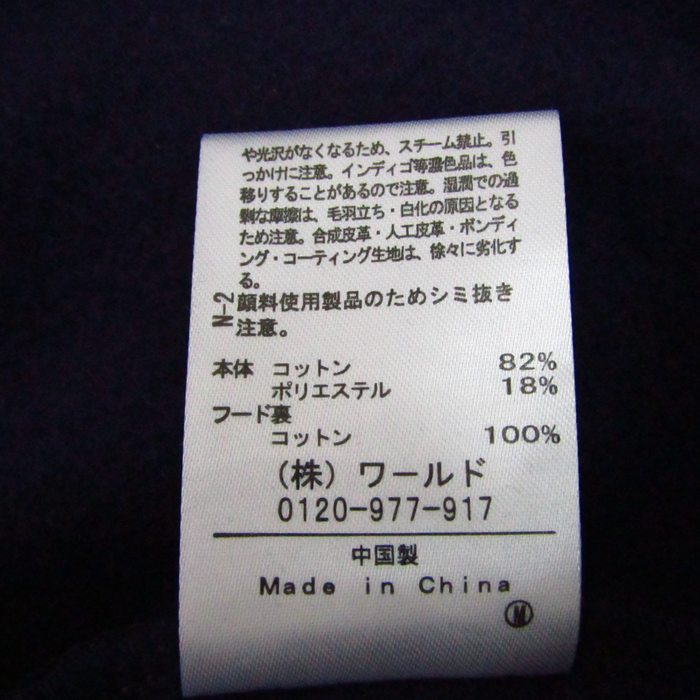 や光沢がなくなるため、スチーム禁止。引
っかけに注意。インディゴ等濃色品は、色
移りすることがあるので注意。湿潤での過
剰な摩擦は、毛羽立ち・白化の原因となる
ため注意。合成皮革・人工皮革・ボンディ
ング・コーティング生地は、徐々に劣化す
る。
N-2
顔料使用製品のためシミ抜き
注意。
本体 コットン 82%
ポリエステル 18%
フード裏
コットン 100%
(株) ワールド
0120-977-917
中国製
Made in China
M